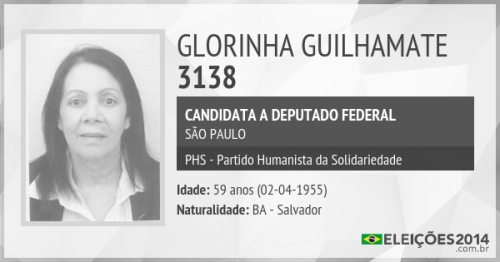 GLORINHA GUILHAMATE
3138
CANDIDATA A DEPUTADO FEDERAL
SÃO PAULO
PHS - Partido Humanista da Solidariedade
Idade: 59 anos (02-04-1955)
Naturalidade: BA - Salvador
ELEIÇÕES2014
.com.br